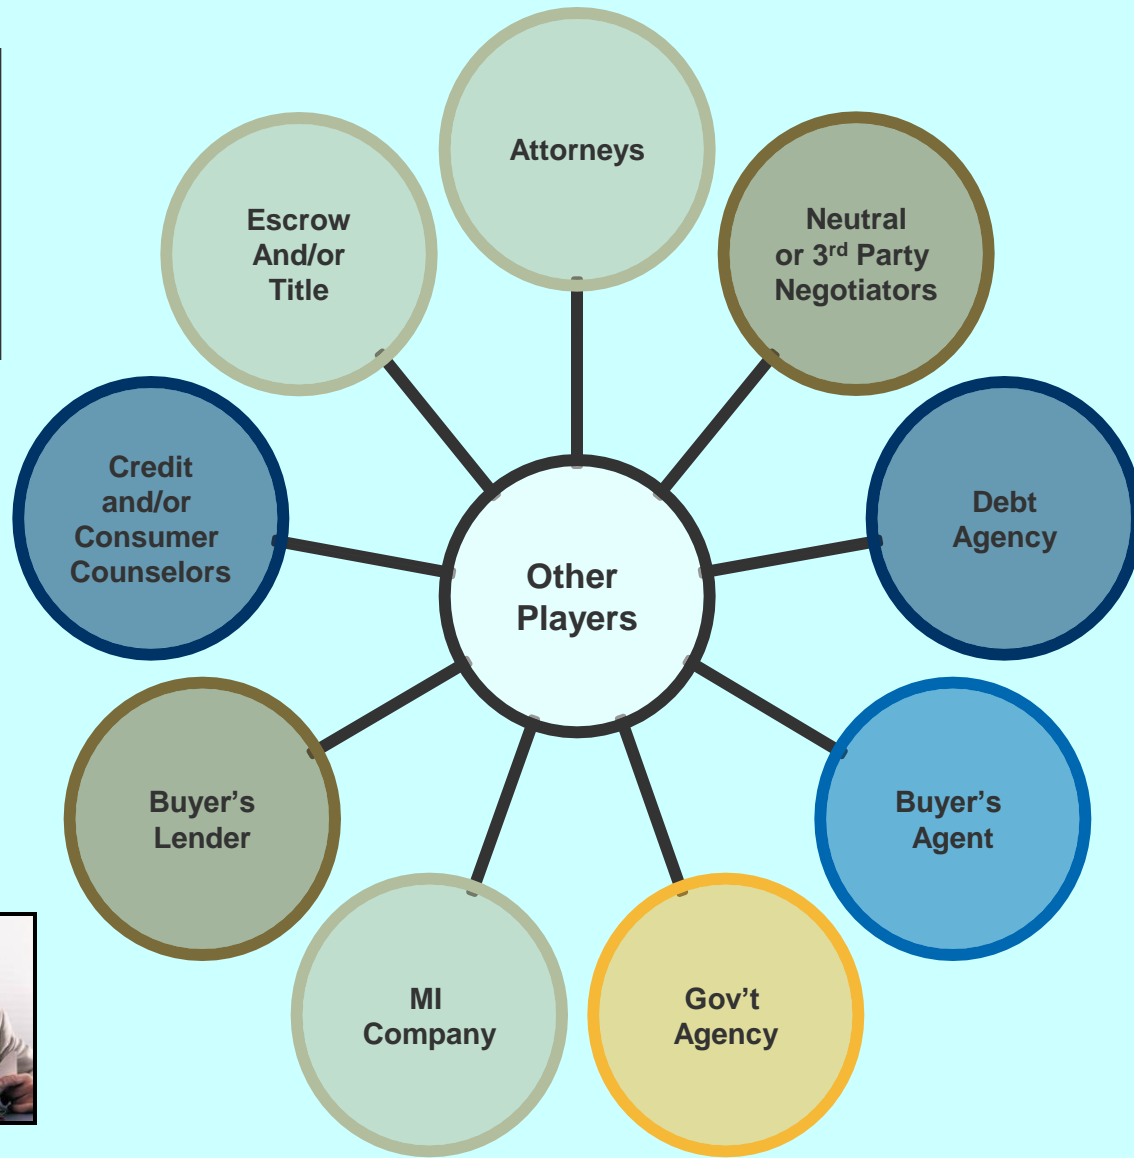 Attorneys
Neutral
or 3rd Party
Negotiators
Debt
Agency
Buyer’s
Agent
Gov’t
Agency
MI
Company
Buyer’s
Lender
Credit
and/or
Consumer
Counselors
Escrow
And/or
Title
Other
Players